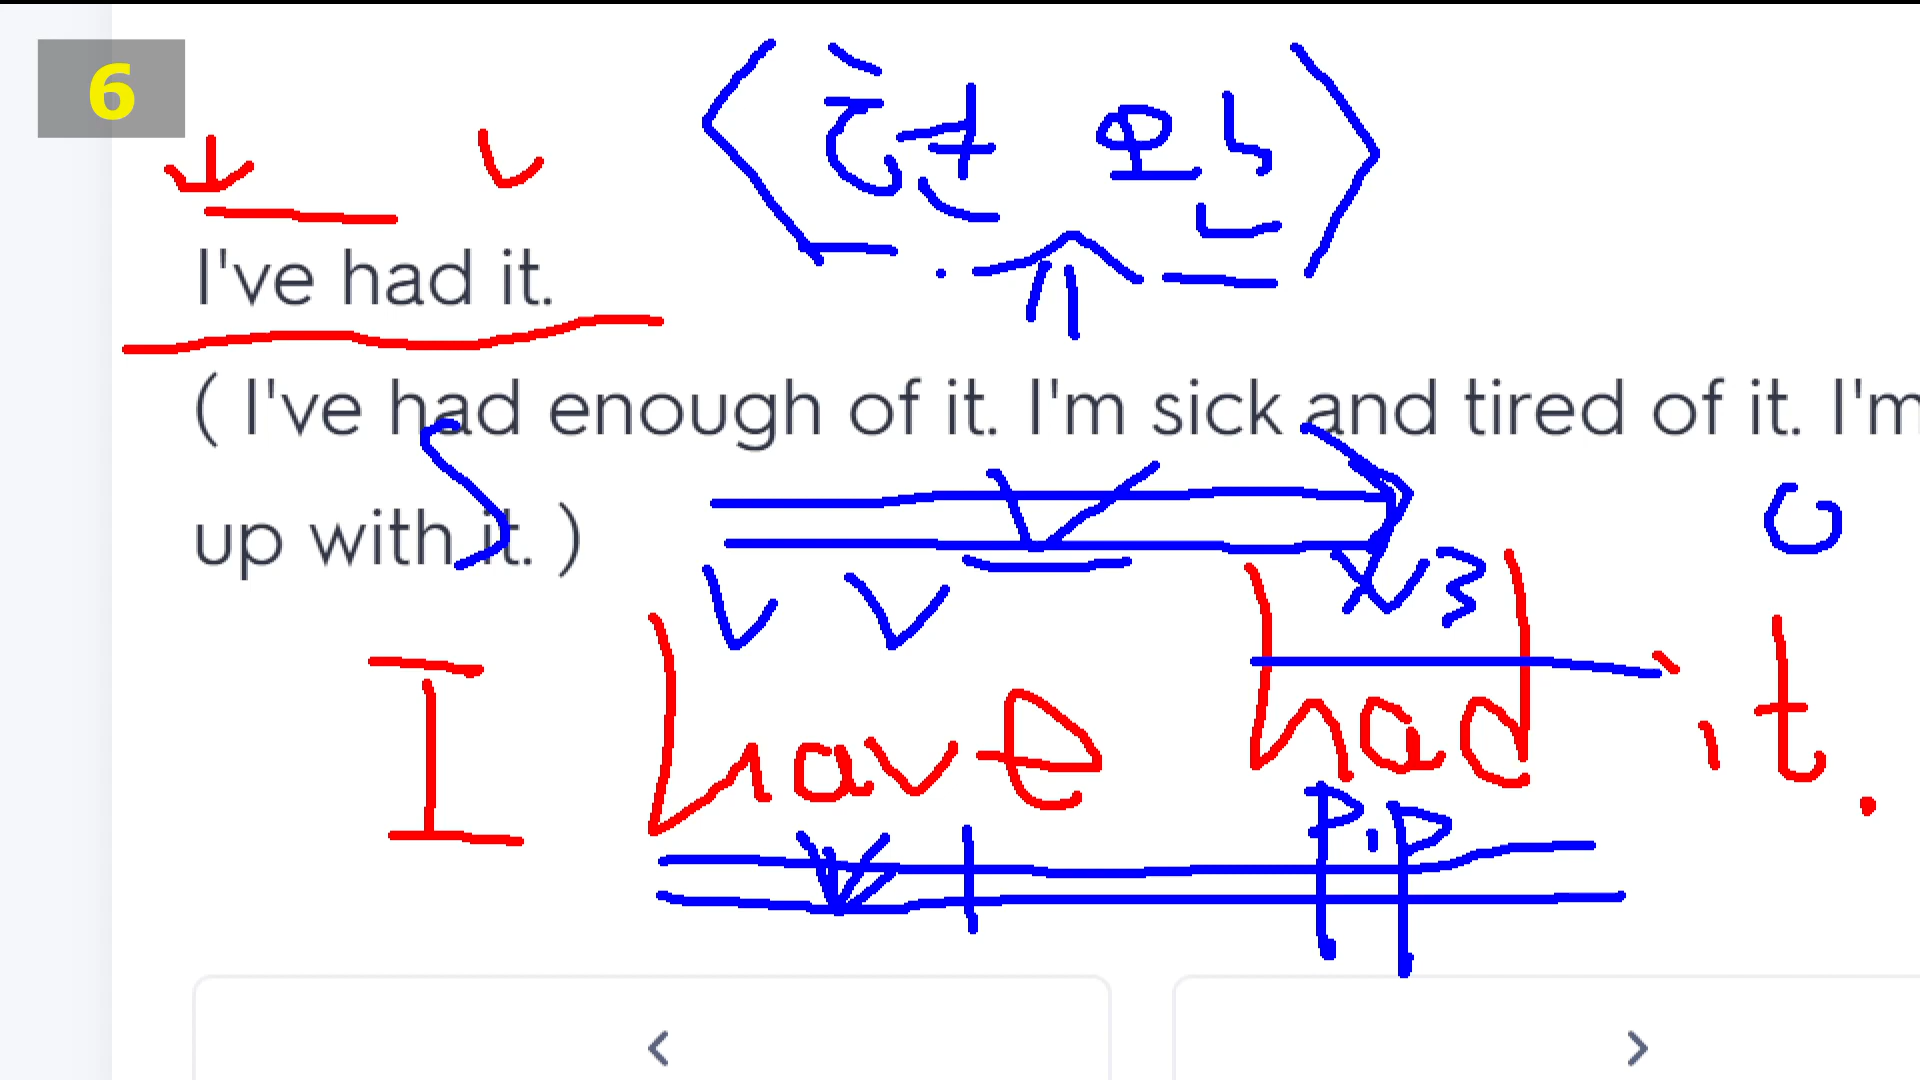 6
<현재 완료>
I've had it.
( I've had enough of it. I'm sick and tired of it. I'm
up with it. )
S V V3 O
I have had it.
P.P